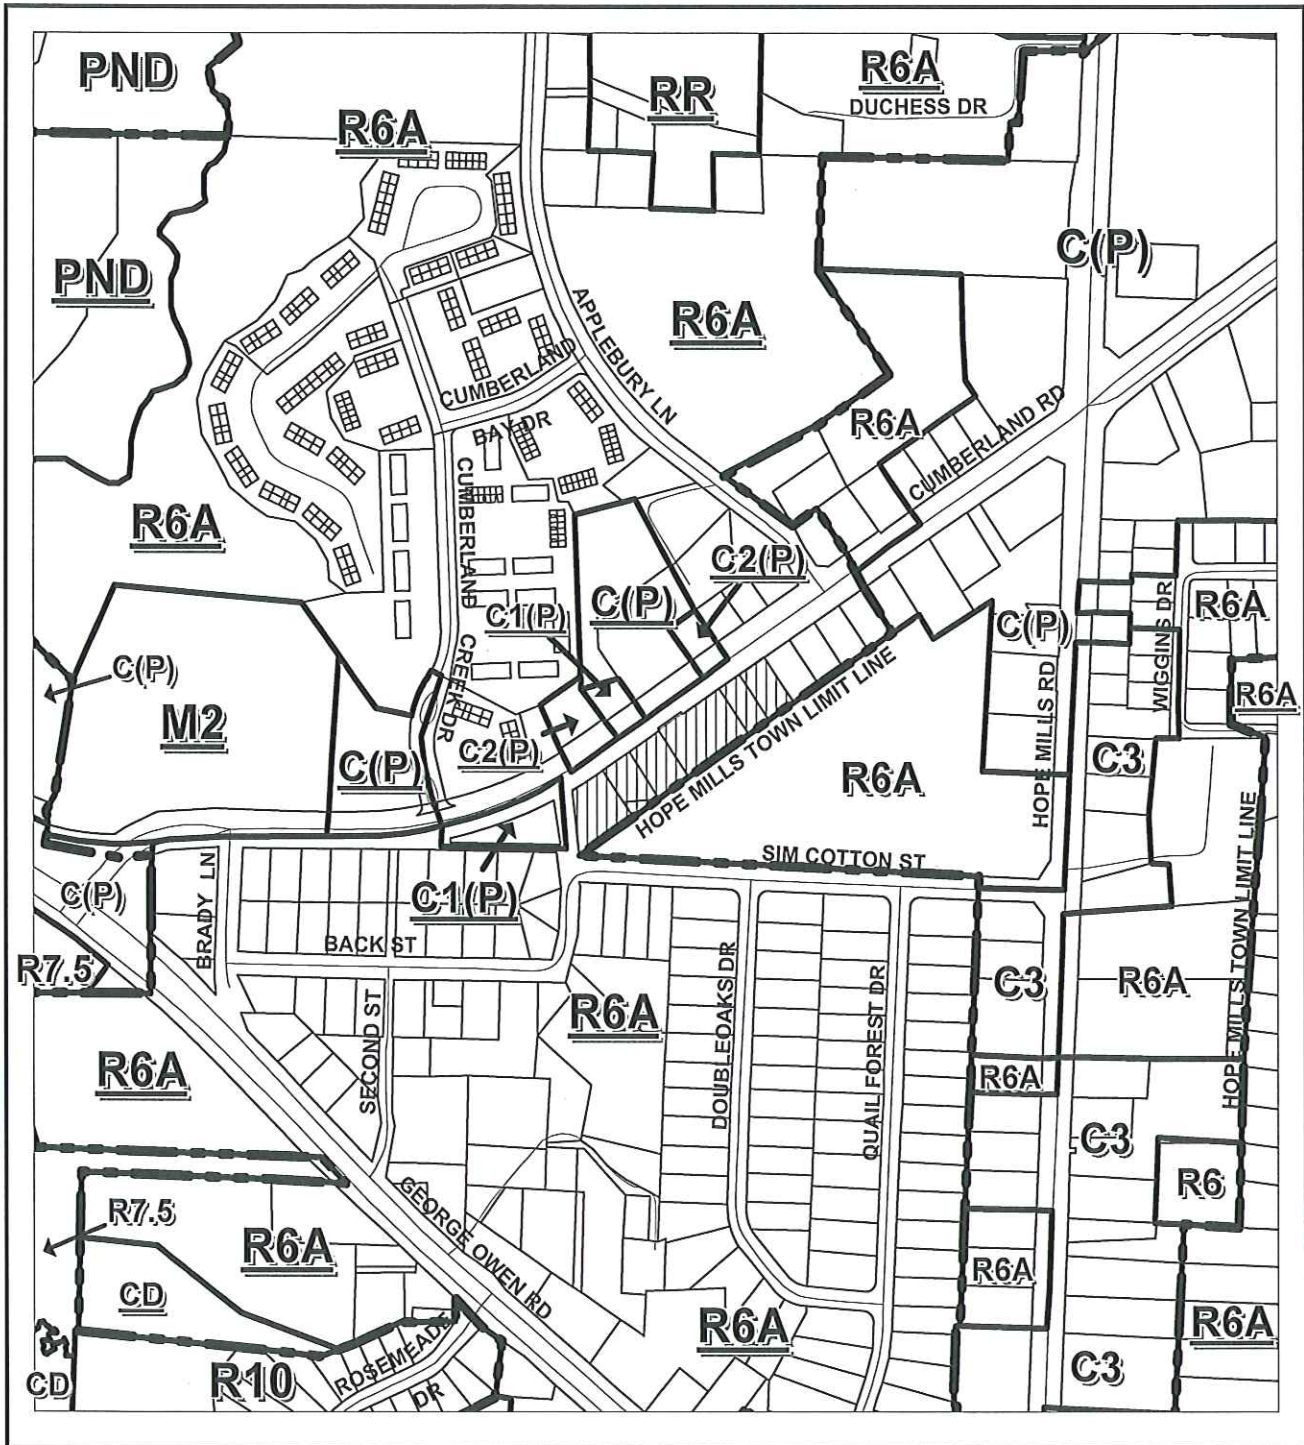 PND
R6A
RR
R6A
DUCHESS DR
PND
C(P)
R6A
APPLEBURY LN
CUMBERLAND
BAY DR
R6A
CUMBERLAND RD
R6A
CUMBERLAND
CREEK DR
C2(P)
C1(P)
C(P)
C(P)
WIGGINS DR
R6A
C(P)
M2
C2(P)
C(P)
HOPE MILLS TOWN LIMIT LINE
HOPE MILLS RD
R6A
R6A
C3
SIM COTTON ST
HOPE MILLS TOWN LIMIT LINE
C(P)
BRADY LN
C1(P)
BACK ST
R7.5
SECOND ST
R6A
DOUBLEOAKS DR
QUAIL FOREST DR
C3
R6A
R6A
R6A
C3
R6
R7.5
R6A
GEORGE OWEN RD
R6A
CD
R6A
R6A
CD
R10
ROSEMEADE
DR
C3